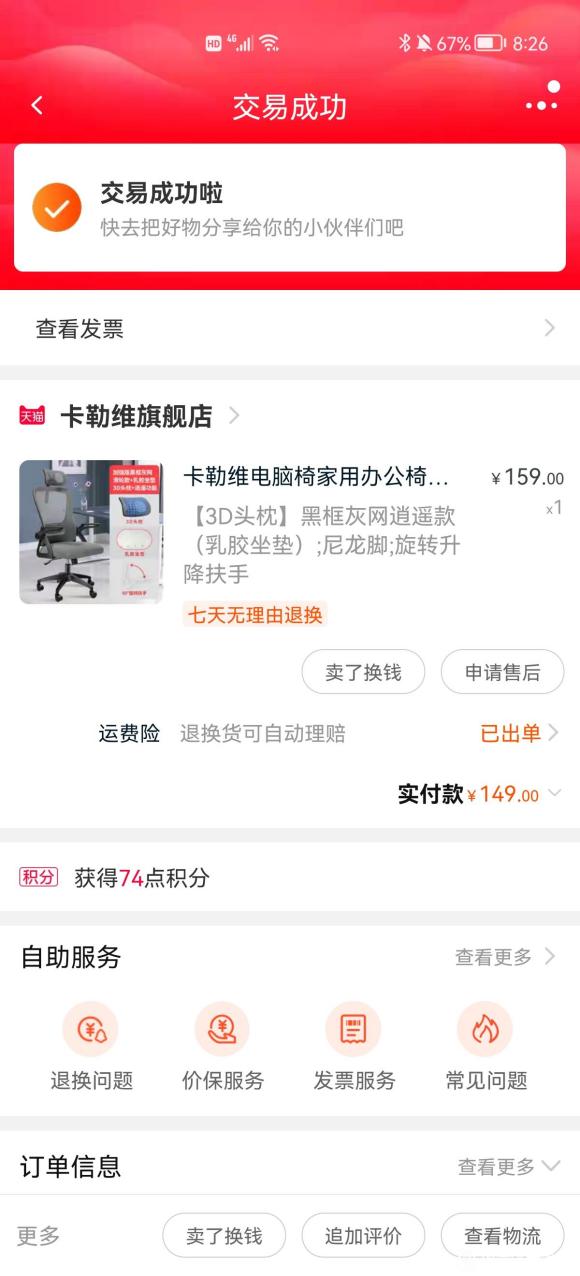 HD 4G 67% 8:26
交易成功
交易成功啦
快去把好物分享给你的小伙伴们吧
查看发票
天猫 卡勒维旗舰店
卡勒维电脑椅家用办公椅... ¥159.00
【3D头枕】黑框灰网逍遥款 x1
（乳胶坐垫）;尼龙脚;旋转升
降扶手
3D头枕
乳胶坐垫
七天无理由退换
卖了换钱 申请售后
运费险 退换货可自动理赔 已出单
实付款¥149.00
积分 获得74点积分
自助服务 查看更多
退换问题 价保服务 发票服务 常见问题
订单信息 查看更多
更多 卖了换钱 追加评价 查看物流